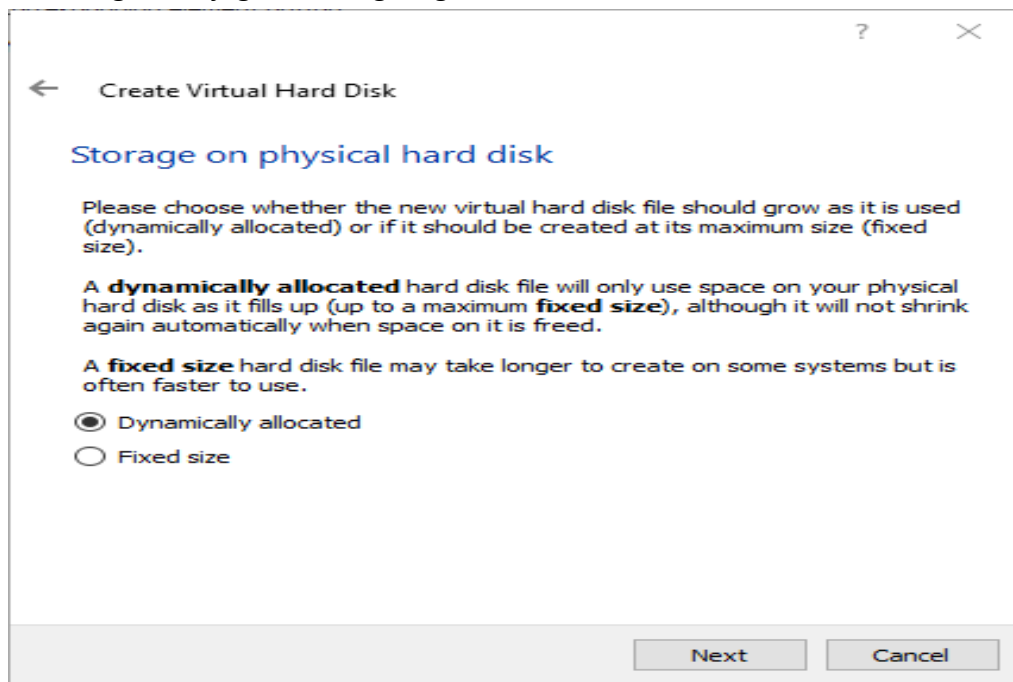 ?
Create Virtual Hard Disk
Storage on physical hard disk
Please choose whether the new virtual hard disk file should grow as it is used
(dynamically allocated) or if it should be created at its maximum size (fixed
size).
A dynamically allocated hard disk file will only use space on your physical
hard disk as it fills up (up to a maximum fixed size), although it will not shrink
again automatically when space on it is freed.
A fixed size hard disk file may take longer to create on some systems but is
often faster to use.
Dynamically allocated
Fixed size
Next Cancel